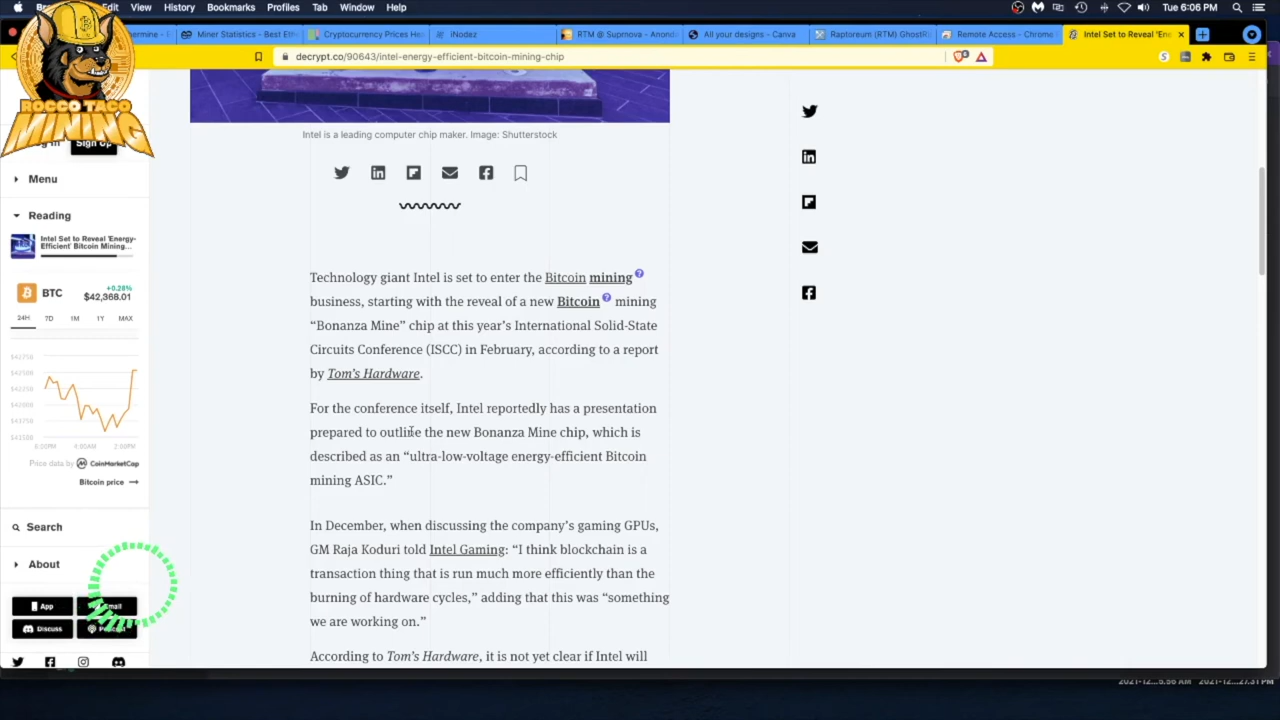 View
History
Bookmarks
Profiles
Tab
Window
Help
Tue 6:06 PM
Miner Statistics - Best Eth
Cryptocurrency Prices He
iNodez
RTM @ Suprnova - Anond
All your designs - Canva
Raptoreum (RTM) GhostR
Remote Access - Chrome
Intel Set to Reveal 'Ene
decrypt.co/90643/intel-energy-efficient-bitcoin-mining-chip
ROCCO TACO
MINING
Sign Up
Menu
Reading
Intel Set to Reveal 'Energy-
Efficient' Bitcoin Mining...
BTC
+0.26%
$42,368.01
24H
7D
1M
1Y
MAX
Price data by CoinMarketCap
Bitcoin price →
Search
About
App
Discuss
Podcast
Intel is a leading computer chip maker. Image: Shutterstock
Technology giant Intel is set to enter the Bitcoin mining
business, starting with the reveal of a new Bitcoin mining
“Bonanza Mine” chip at this year’s International Solid-State
Circuits Conference (ISCC) in February, according to a report
by Tom’s Hardware.
For the conference itself, Intel reportedly has a presentation
prepared to outline the new Bonanza Mine chip, which is
described as an “ultra-low-voltage energy-efficient Bitcoin
mining ASIC.”
In December, when discussing the company’s gaming GPUs,
GM Raja Koduri told Intel Gaming: “I think blockchain is a
transaction thing that is run much more efficiently than the
burning of hardware cycles,” adding that this was “something
we are working on.”
According to Tom’s Hardware, it is not yet clear if Intel will